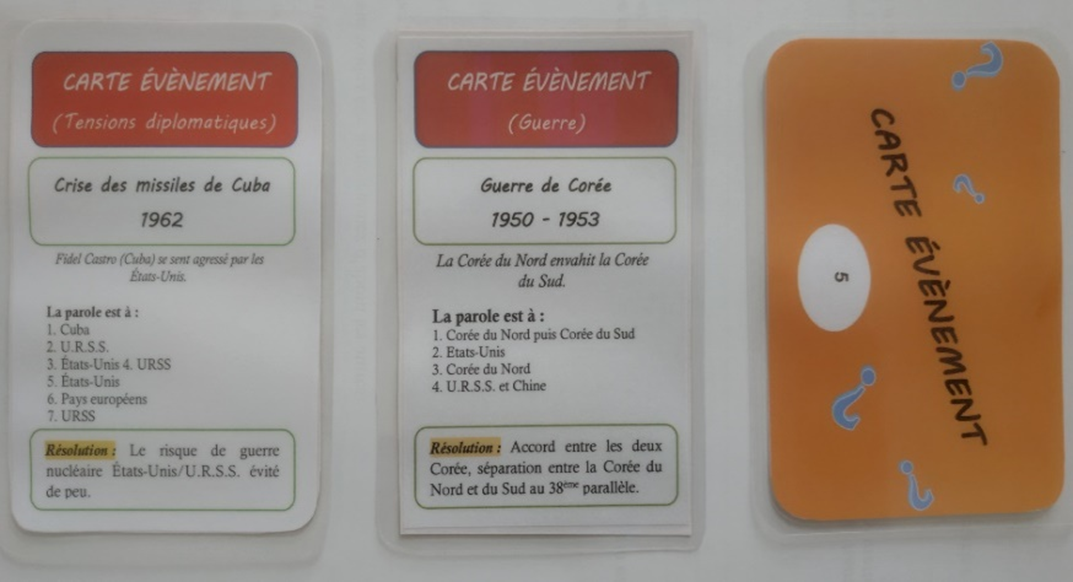 CARTE ÉVÈNEMENT
(Tensions diplomatiques)
Crise des missiles de Cuba
1962
Fidel Castro (Cuba) se sent agressé par les
États-Unis.
La parole est à :
1. Cuba
2. U.R.S.S.
3. États-Unis 4. URSS
5. États-Unis
6. Pays européens
7. URSS
Résolution : Le risque de guerre
nucléaire États-Unis/U.R.S.S. évité
de peu.
CARTE ÉVÈNEMENT
(Guerre)
Guerre de Corée
1950 - 1953
La Corée du Nord envahit la Corée
du Sud.
La parole est à :
1. Corée du Nord puis Corée du Sud
2. Etats-Unis
3. Corée du Nord
4. U.R.S.S. et Chine
Résolution : Accord entre les deux
Corée, séparation entre la Corée du
Nord et du Sud au 38ème parallèle.
? ?
CARTE ÉVÈNEMENT
5
? ?